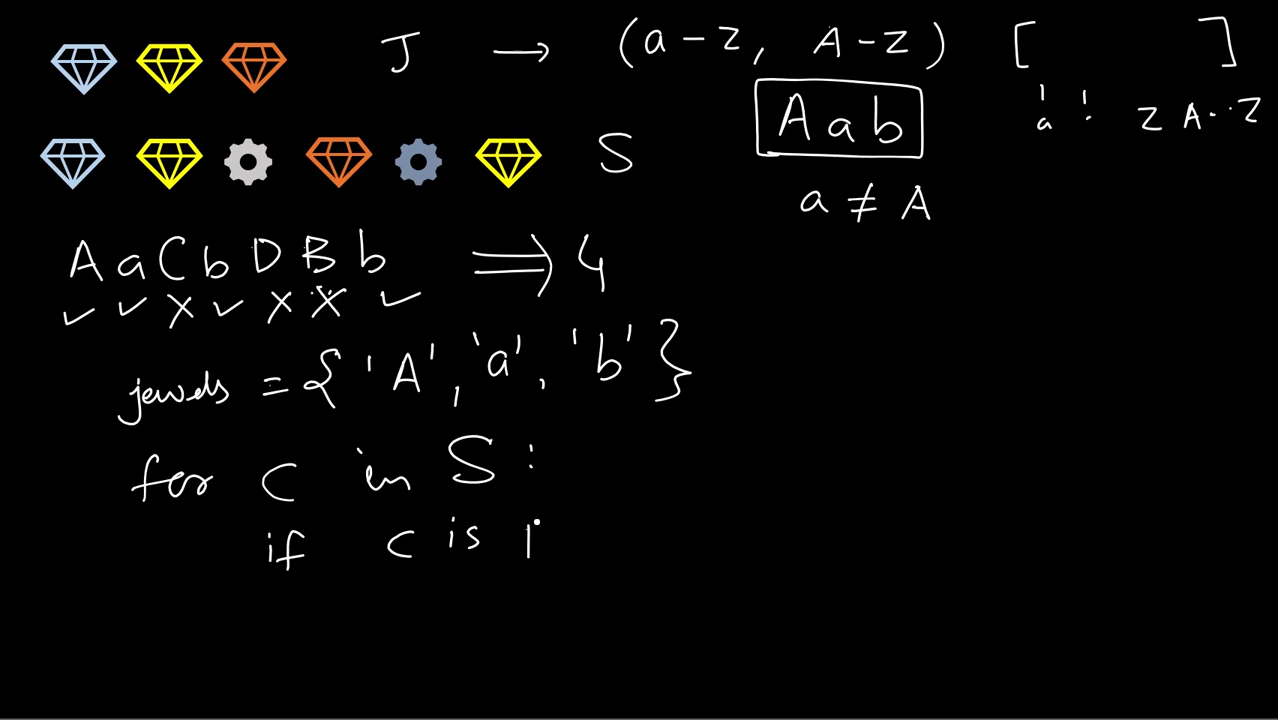 J → (a-z, A-Z) [ ]
a z A..Z
Aab
S
a ≠ A
AaCbDBb ⟹ 4
jewels = {'A', 'a', 'b'}
for c in S:
if c is